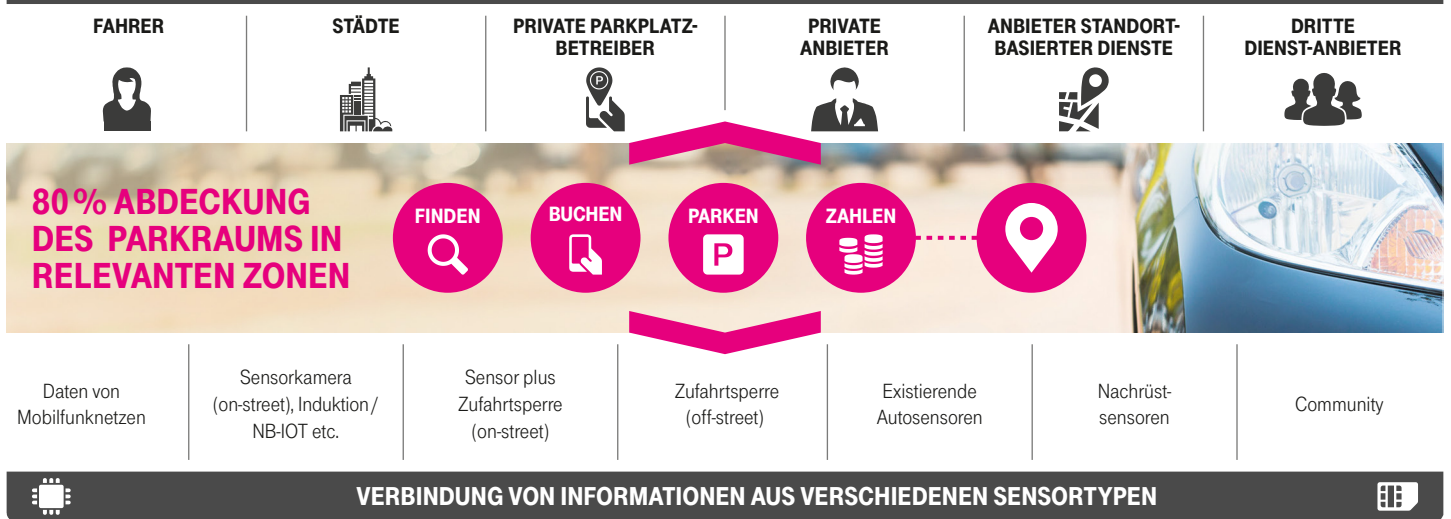 FAHRER
STÄDTE
PRIVATE PARKPLATZ-
BETREIBER
PRIVATE
ANBIETER
ANBIETER STANDORT-
BASIERTER DIENSTE
DRITTE
DIENST-ANBIETER
P
80 % ABDECKUNG
DES PARKRAUMS IN
RELEVANTEN ZONEN
FINDEN
BUCHEN
PARKEN
P
ZAHLEN
Daten von
Mobilfunknetzen
Sensorkamera
(on-street), Induktion /
NB-IOT etc.
Sensor plus
Zufahrtsperre
(on-street)
Zufahrtsperre
(off-street)
Existierende
Autosensoren
Nachrüst-
sensoren
Community
VERBINDUNG VON INFORMATIONEN AUS VERSCHIEDENEN SENSORTYPEN